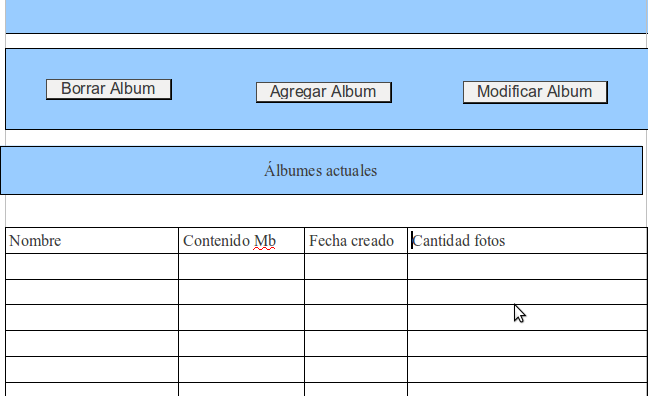 Borrar Album Agregar Album Modificar Album
Álbumes actuales
Nombre Contenido Mb Fecha creado Cantidad fotos